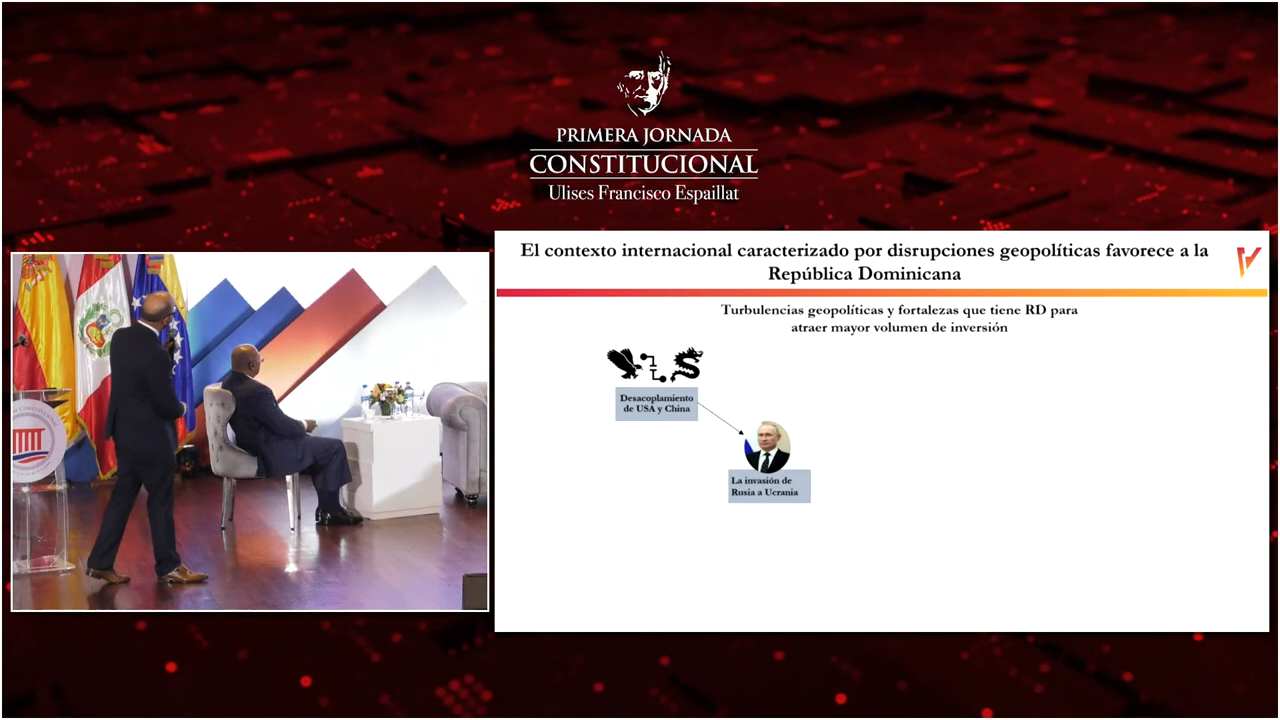 PRIMERA JORNADA
CONSTITUCIONAL
Ulises Francisco Espaillat
El contexto internacional caracterizado por disrupciones geopolíticas favorece a la
República Dominicana
Turbulencias geopolíticas y fortalezas que tiene RD para
atraer mayor volumen de inversión
Desacoplamiento
de USA y China
La invasión de
Rusia a Ucrania